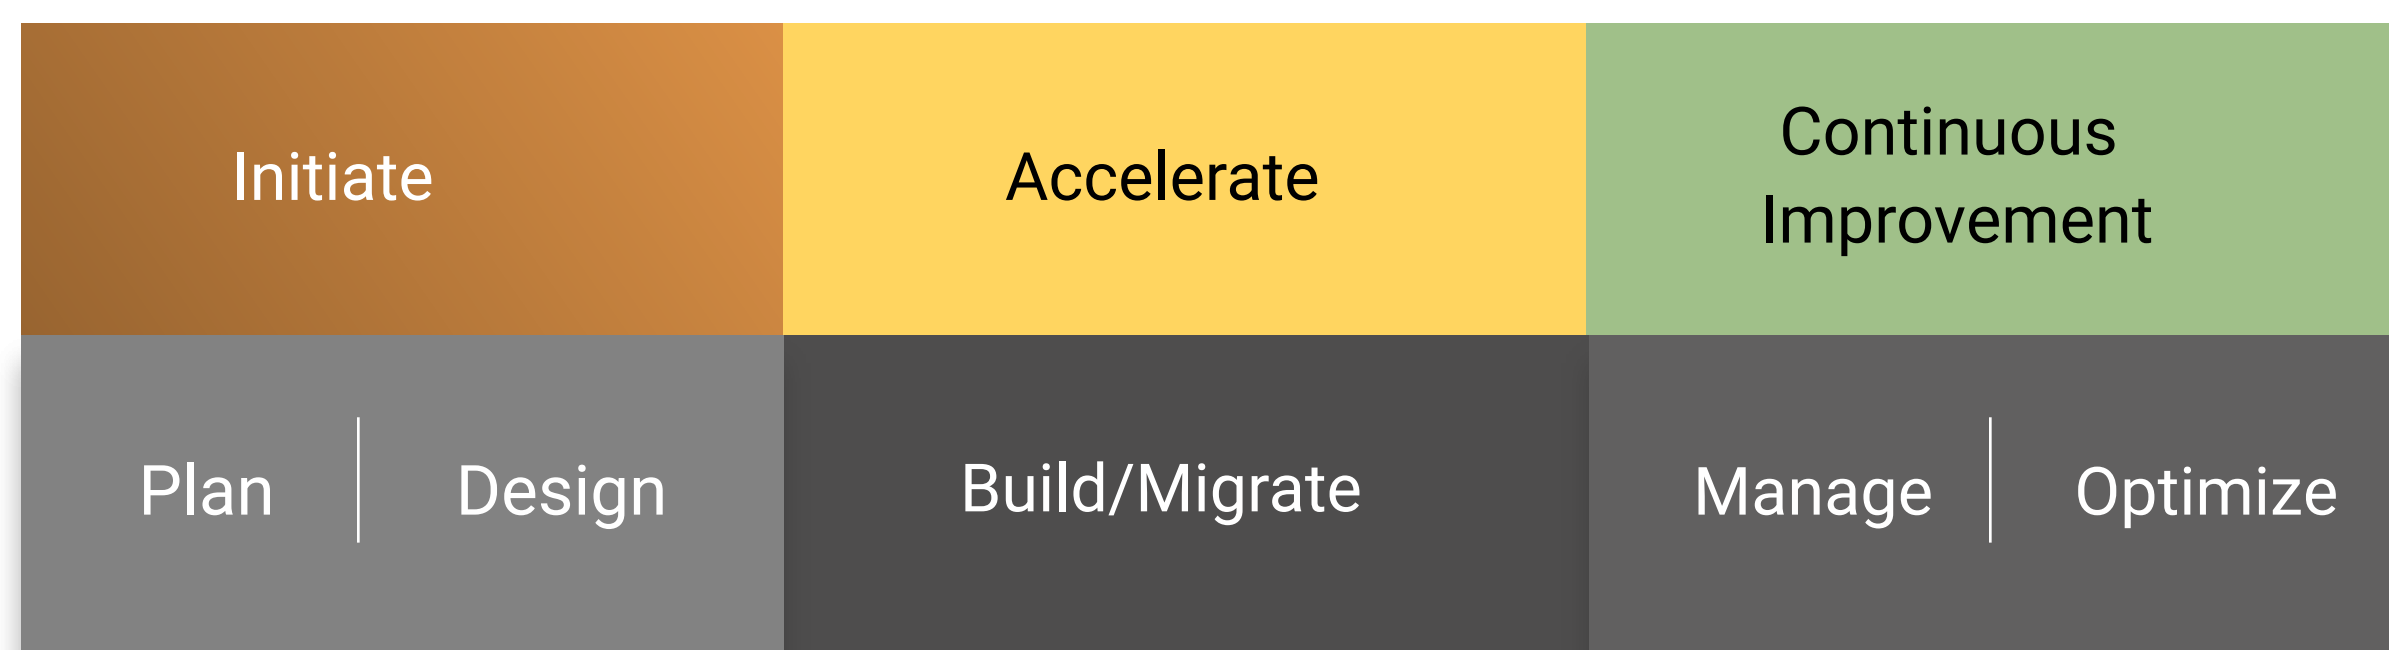 Initiate
Accelerate
Continuous
Improvement
Plan
Design
Build/Migrate
Manage
Optimize